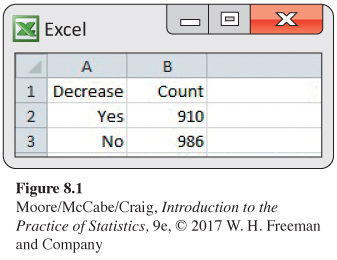 Excel
A B
1 Decrease Count
2 Yes 910
3 No 986
Figure 8.1
Moore/McCabe/Craig, Introduction to the
Practice of Statistics, 9e, © 2017 W. H. Freeman
and Company